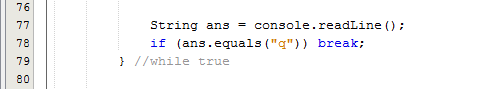 76
77 String ans = console.readLine();
78 if (ans.equals("q")) break;
79 } //while true
80